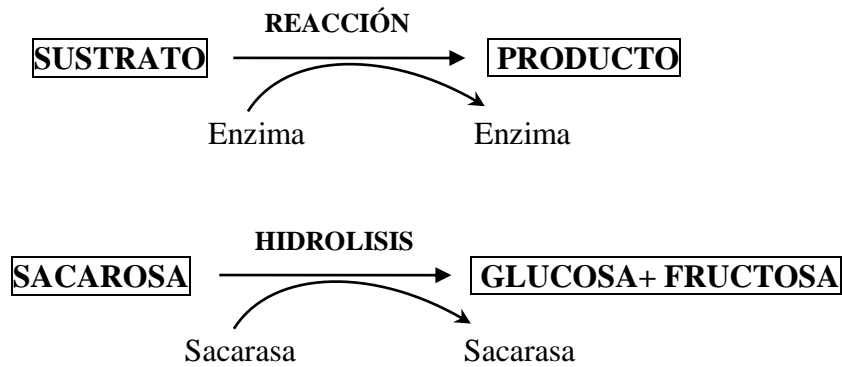 REACCIÓN
SUSTRATO PRODUCTO
Enzima Enzima
HIDROLISIS
SACAROSA GLUCOSA+ FRUCTOSA
Sacarasa Sacarasa